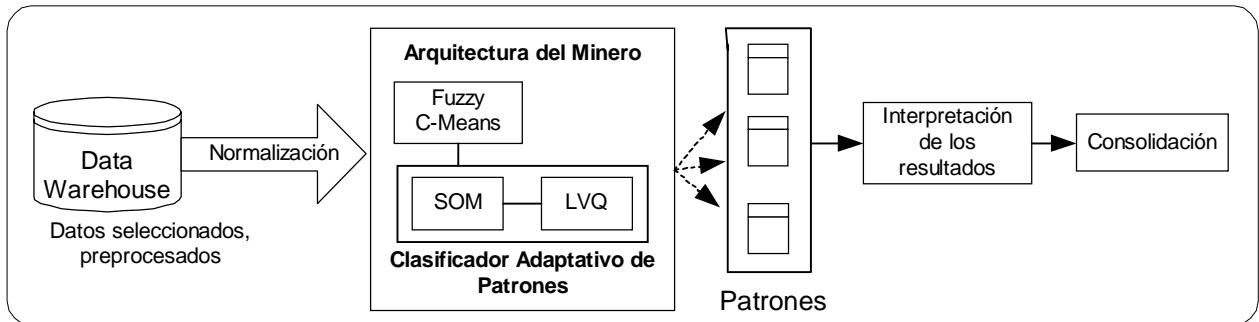 Data
Warehouse
Datos seleccionados,
preprocesados
Normalización
Arquitectura del Minero
Fuzzy
C-Means
SOM
LVQ
Clasificador Adaptativo de
Patrones
Patrones
Interpretación
de los
resultados
Consolidación